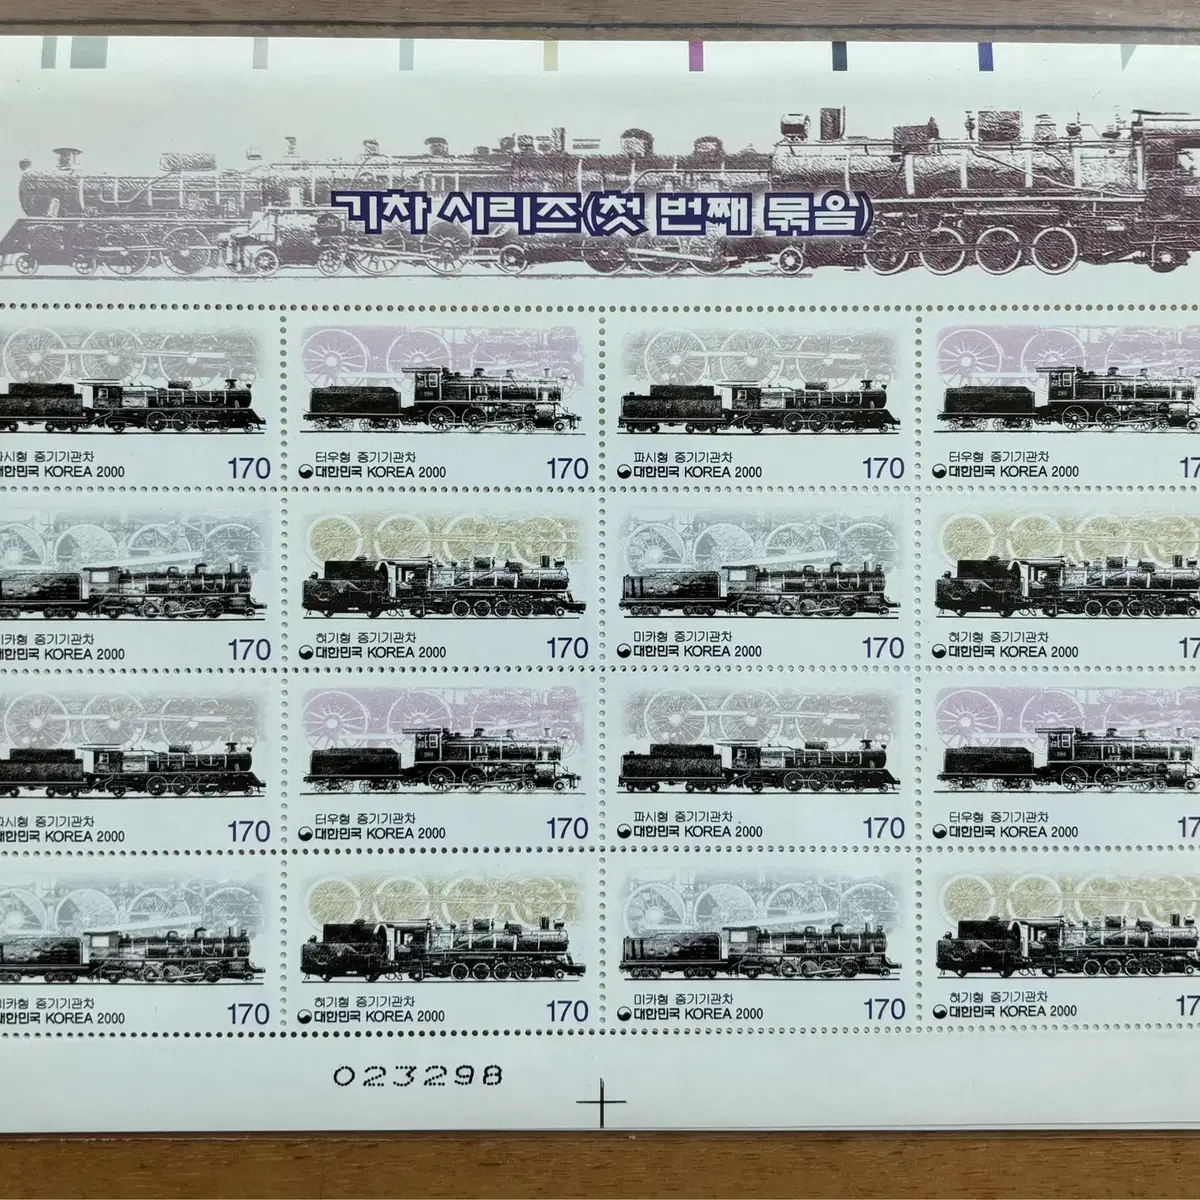 기차 시리즈(첫 번째 묶음)
파시형 증기기관차 터우형 증기기관차 파시형 증기기관차 터우형 증기기관차
대한민국 KOREA 2000 170 대한민국 KOREA 2000 170 대한민국 KOREA 2000 170 대한민국 KOREA 2000 17
미카형 증기기관차 혀기형 증기기관차 미카형 증기기관차 혀기형 증기기관차
대한민국 KOREA 2000 170 대한민국 KOREA 2000 170 대한민국 KOREA 2000 170 대한민국 KOREA 2000 17
파시형 증기기관차 터우형 증기기관차 파시형 증기기관차 터우형 증기기관차
대한민국 KOREA 2000 170 대한민국 KOREA 2000 170 대한민국 KOREA 2000 170 대한민국 KOREA 2000 17
미카형 증기기관차 혀기형 증기기관차 미카형 증기기관차 혀기형 증기기관차
대한민국 KOREA 2000 170 대한민국 KOREA 2000 170 대한민국 KOREA 2000 170 대한민국 KOREA 2000 17
023298